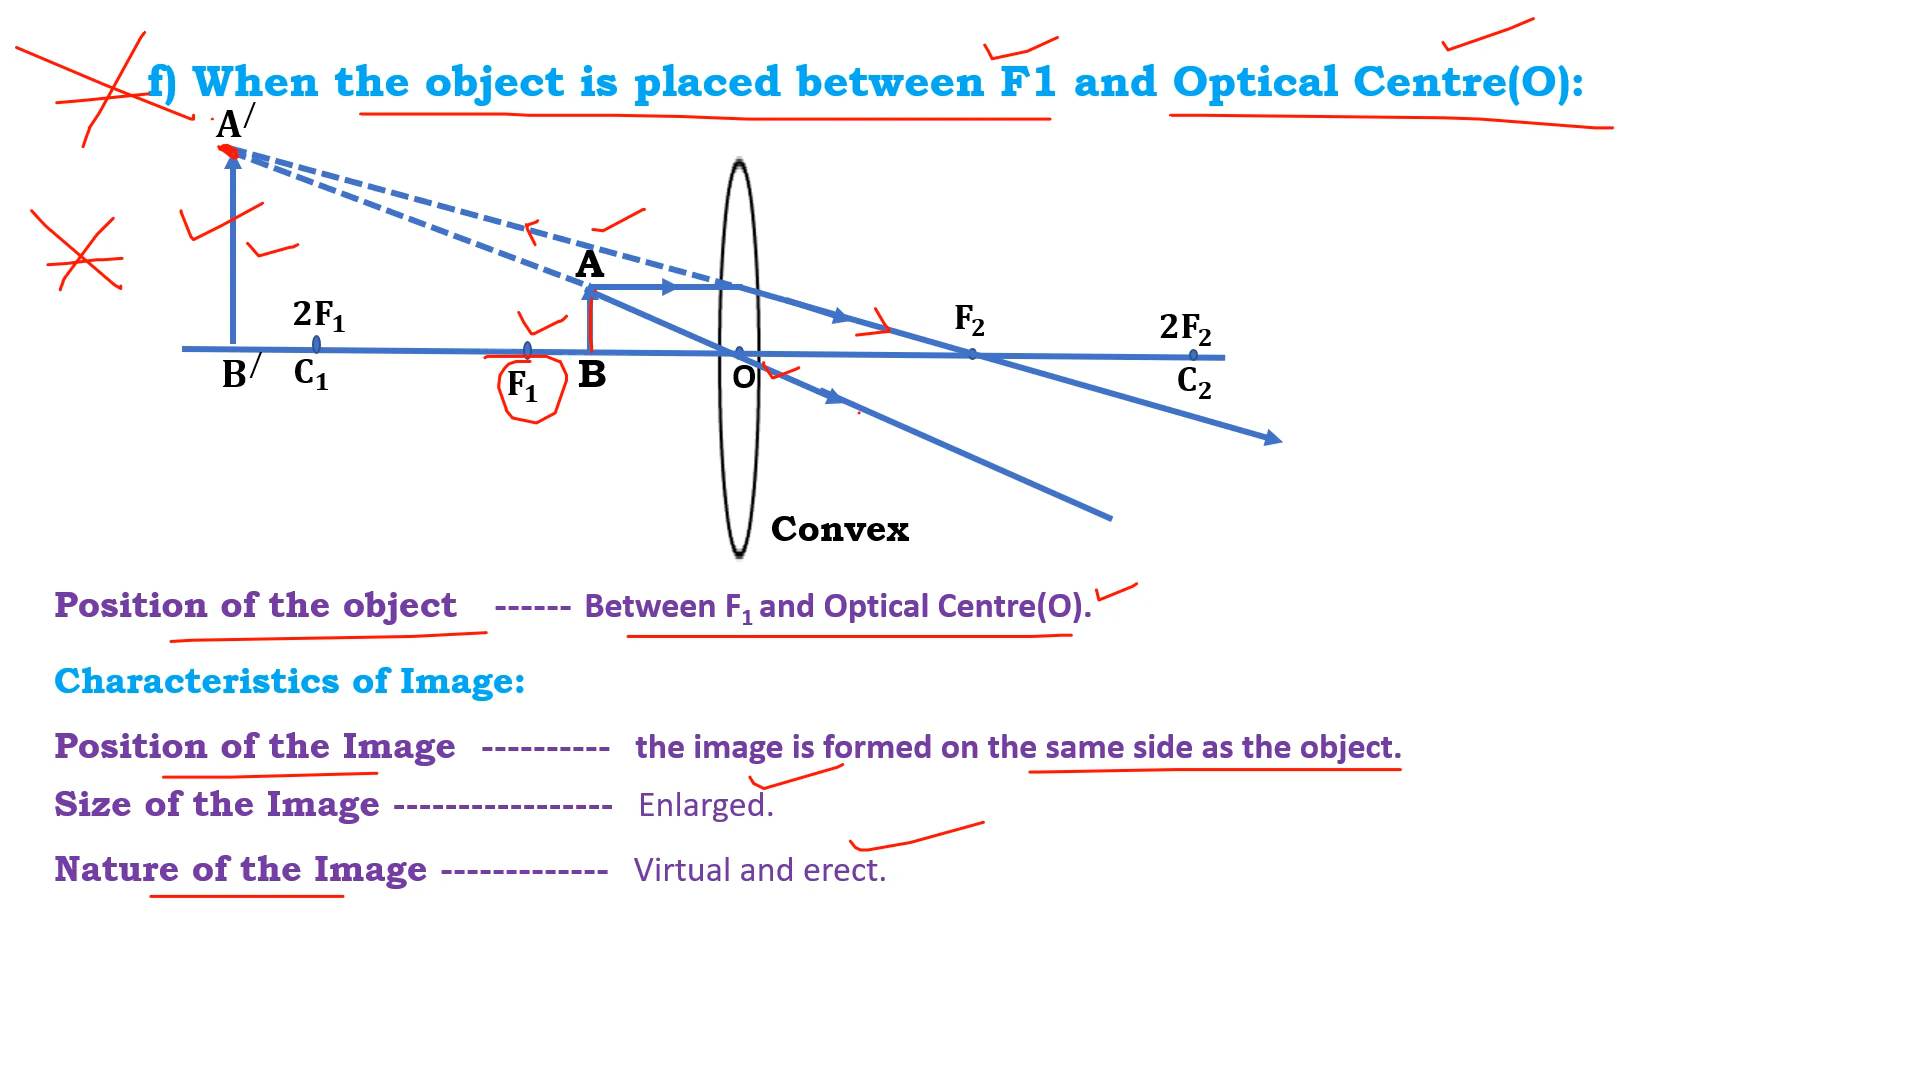 f) When the object is placed between F1 and Optical Centre(O):
A/
A
2F₁
F₂
2F₂
B/
C₁
F₁
B
O
C₂
Convex
Position of the object ------ Between F₁ and Optical Centre(O).
Characteristics of Image:
Position of the Image ---------- the image is formed on the same side as the object.
Size of the Image ----------------- Enlarged.
Nature of the Image ------------- Virtual and erect.